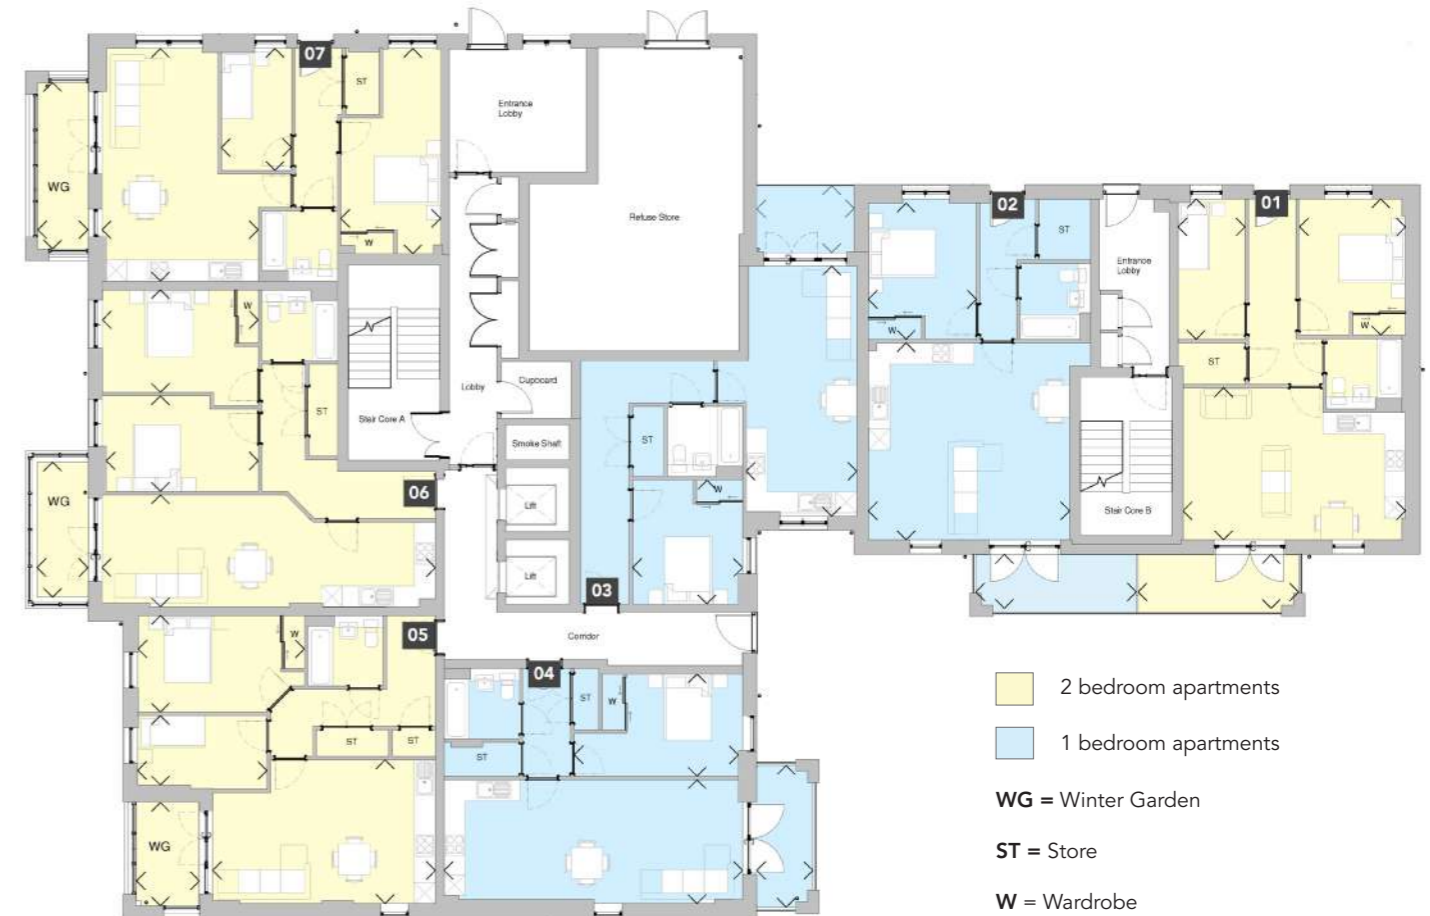 07
ST
Entrance
Lobby
WG
Refuse Store
W
02
ST
Entrance
Lobby
01
W
W
W
ST
ST
Lobby
Cupboard
Stair Core A
Smoke Shaft
ST
WG
06
Lift
W
Stair Core B
Lift
03
05
W
Corridor
04
ST
W
ST
ST
ST
WG
2 bedroom apartments
1 bedroom apartments
WG = Winter Garden
ST = Store
W = Wardrobe